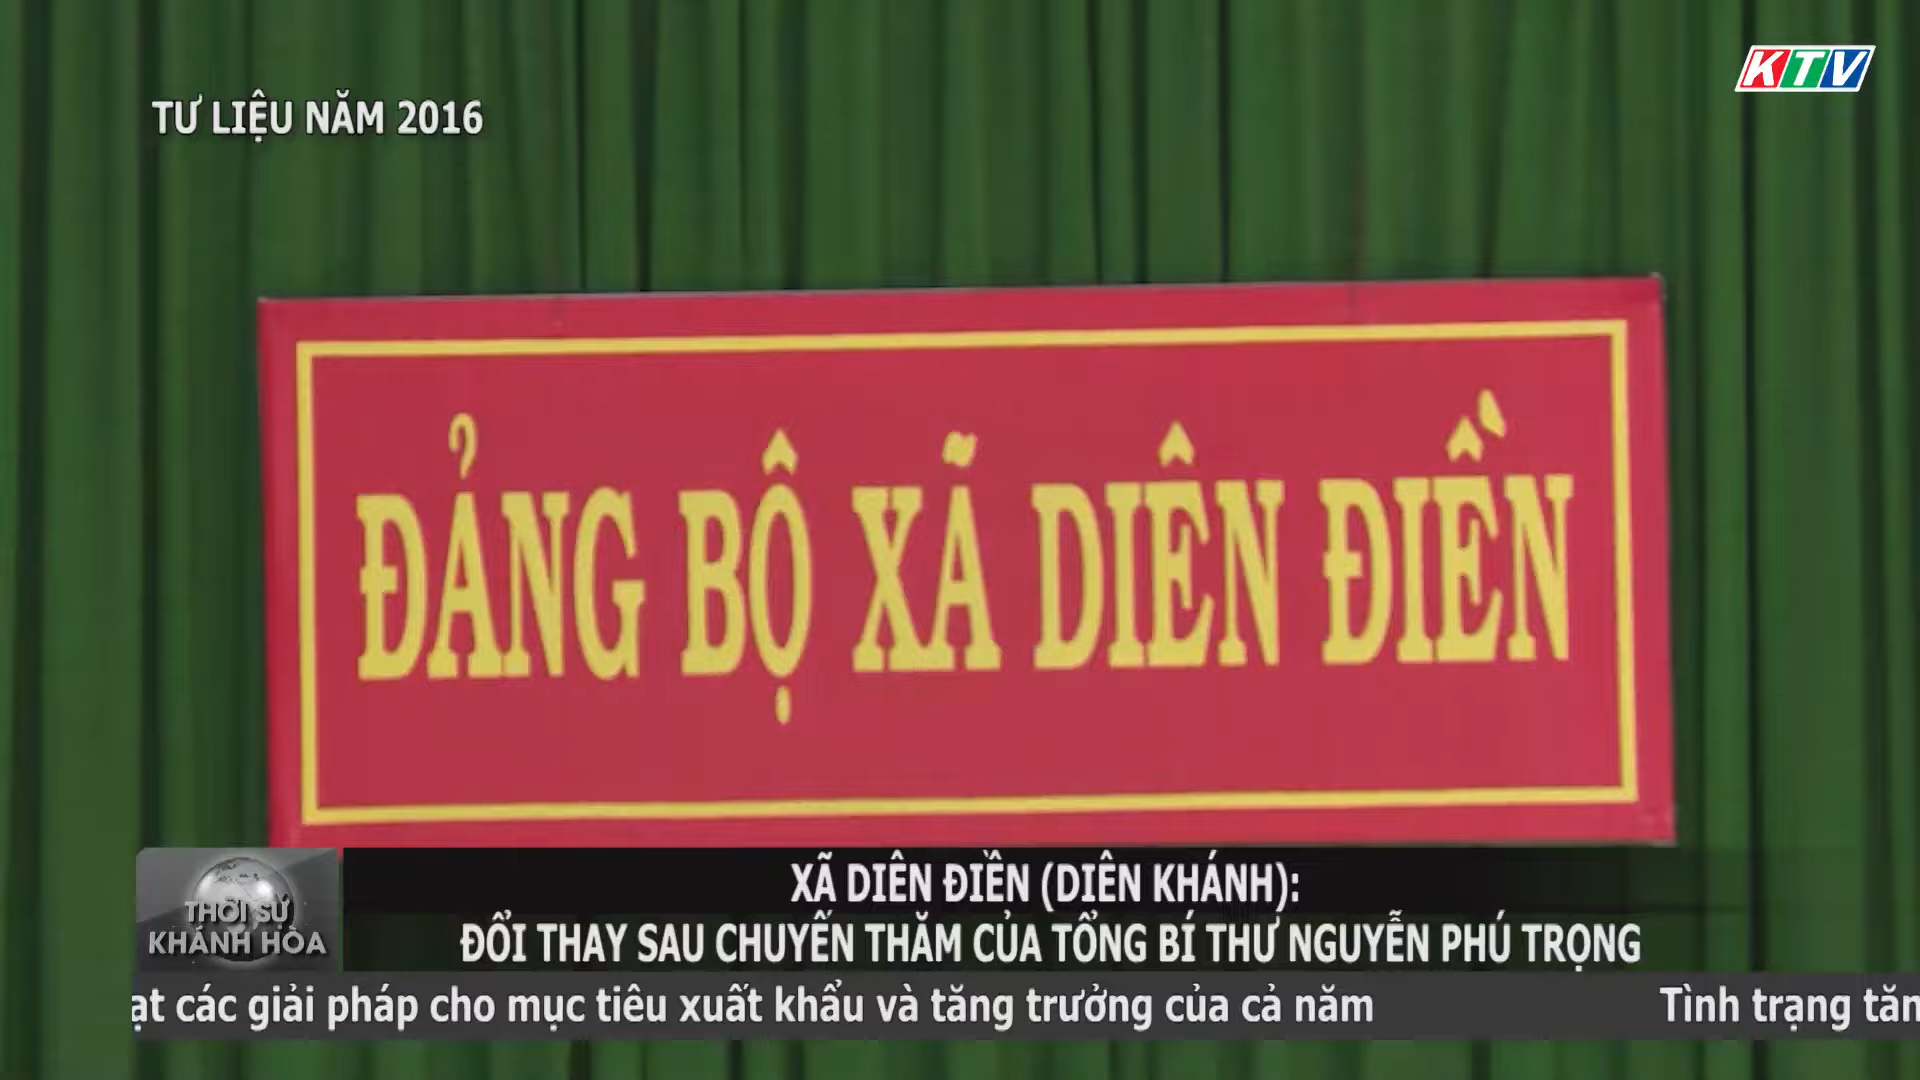 KTV
TƯ LIỆU NĂM 2016
ĐẢNG BỘ XÃ DIÊN ĐIỀN
XÃ DIÊN ĐIỀN (DIÊN KHÁNH):
THỜI SỰ
KHÁNH HÒA
ĐỔI THAY SAU CHUYẾN THĂM CỦA TỔNG BÍ THƯ NGUYỄN PHÚ TRỌNG
ạt các giải pháp cho mục tiêu xuất khẩu và tăng trưởng của cả năm Tình trạng tăn